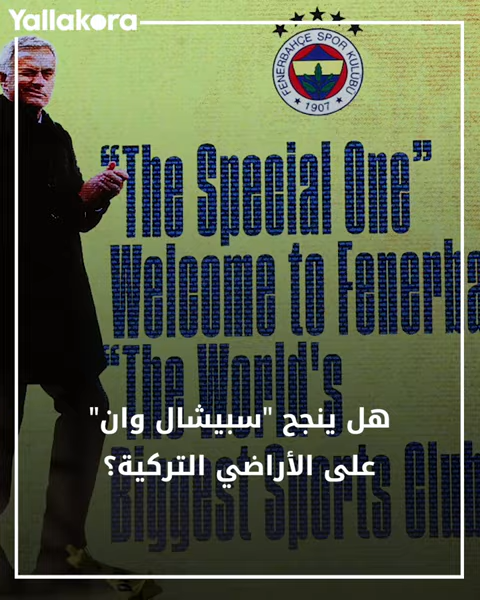 Yallakora
FENERBAHÇE SPOR KULÜBÜ
1907
“The Special One”
Welcome to Fenerba
“The World's
Biggest Sports Club
هل ينجح "سبيشال وان"
على الأراضي التركية؟